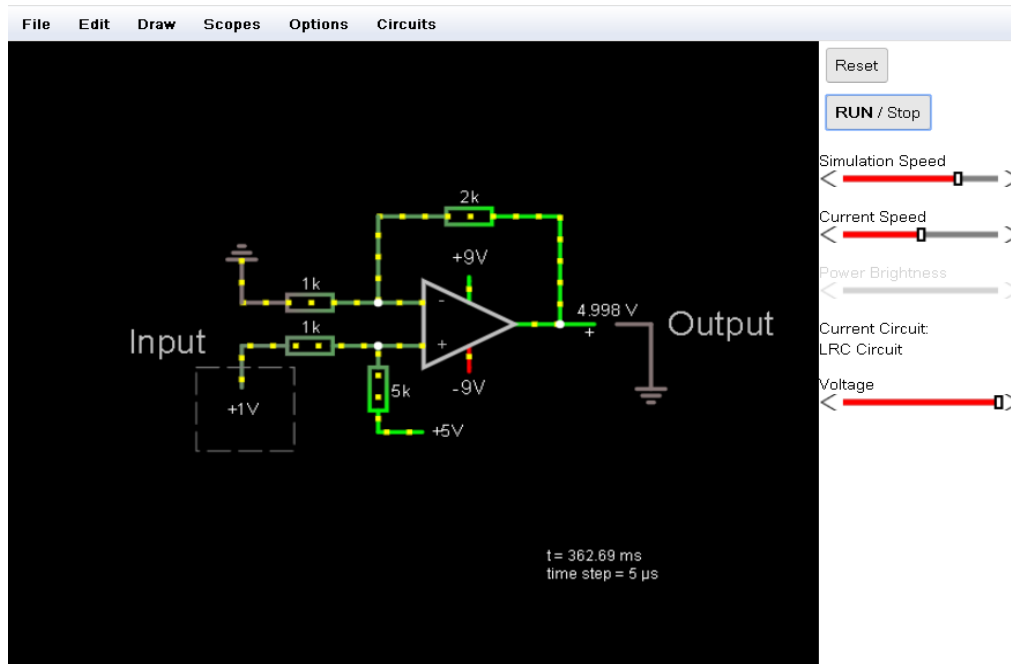 File Edit Draw Scopes Options Circuits
Reset
RUN / Stop
Simulation Speed
Current Speed
Power Brightness
Current Circuit:
LRC Circuit
Voltage
2k
+9V
1k
-
4.998 V
+
Output
1k
Input
+
5k
-9V
+1V
+5V
t = 362.69 ms
time step = 5 µs